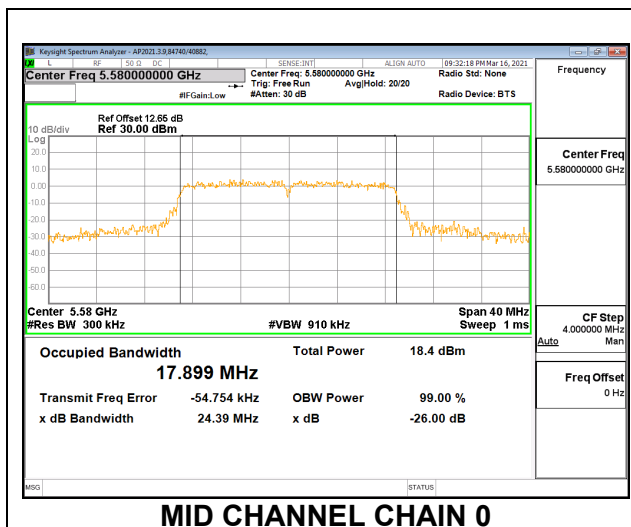 Keysight Spectrum Analyzer - AP2021.3.9,84740/40882,
L RF 50 Ω DC SENSE:INT ALIGN AUTO 09:32:18 PM Mar 16, 2021
Center Freq 5.580000000 GHz
Center Freq: 5.580000000 GHz Radio Std: None
Trig: Free Run Avg|Hold: 20/20
#IFGain:Low #Atten: 30 dB Radio Device: BTS
Frequency
Ref Offset 12.65 dB
10 dB/div Ref 30.00 dBm
Log
20.0
10.0
0.00
-10.0
-20.0
-30.0
-40.0
-50.0
-60.0
Center 5.58 GHz Span 40 MHz
#Res BW 300 kHz #VBW 910 kHz Sweep 1 ms
Center Freq
5.580000000 GHz
CF Step
4.000000 MHz
Auto Man
Freq Offset
0 Hz
Occupied Bandwidth Total Power 18.4 dBm
17.899 MHz
Transmit Freq Error -54.754 kHz OBW Power 99.00 %
x dB Bandwidth 24.39 MHz x dB -26.00 dB
MSG STATUS
MID CHANNEL CHAIN 0